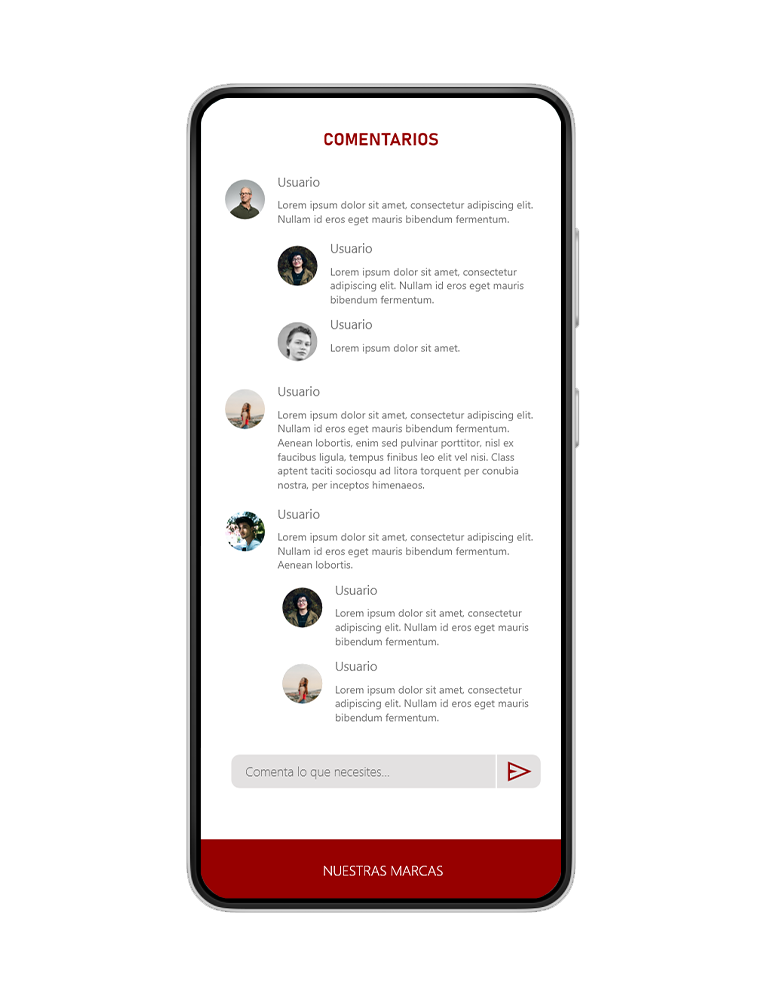 COMENTARIOS
Usuario
Lorem ipsum dolor sit amet, consectetur adipiscing elit.
Nullam id eros eget mauris bibendum fermentum.
Usuario
Lorem ipsum dolor sit amet, consectetur
adipiscing elit. Nullam id eros eget mauris
bibendum fermentum.
Usuario
Lorem ipsum dolor sit amet.
Usuario
Lorem ipsum dolor sit amet, consectetur adipiscing elit.
Nullam id eros eget mauris bibendum fermentum.
Aenean lobortis, enim sed pulvinar porttitor, nisl ex
faucibus ligula, tempus finibus leo elit vel nisi. Class
aptent taciti sociosqu ad litora torquent per conubia
nostra, per inceptos himenaeos.
Usuario
Lorem ipsum dolor sit amet, consectetur adipiscing elit.
Nullam id eros eget mauris bibendum fermentum.
Aenean lobortis.
Usuario
Lorem ipsum dolor sit amet, consectetur
adipiscing elit. Nullam id eros eget mauris
bibendum fermentum.
Usuario
Lorem ipsum dolor sit amet, consectetur
adipiscing elit. Nullam id eros eget mauris
bibendum fermentum.
Comenta lo que necesites...
NUESTRAS MARCAS